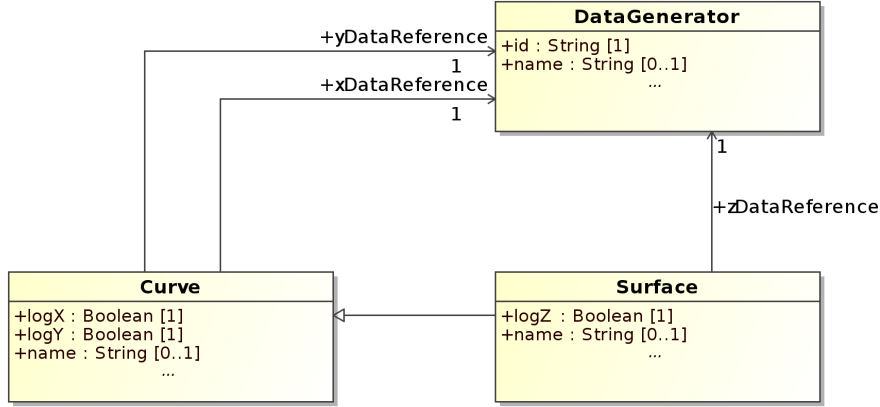 DataGenerator
+id : String [1]
+name : String [0..1]
...
+yDataReference
1
+xDataReference
1
1
+zDataReference
Curve
+logX : Boolean [1]
+logY : Boolean [1]
+name : String [0..1]
...
Surface
+logZ : Boolean [1]
+name : String [0..1]
...